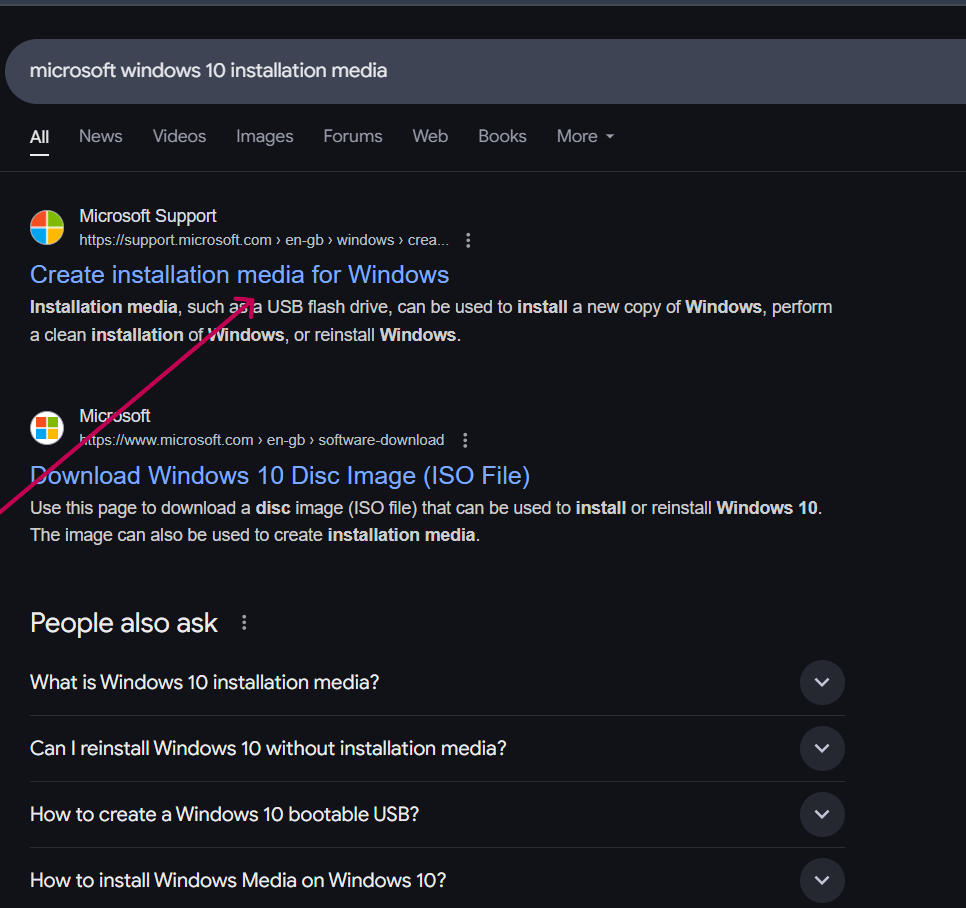 microsoft windows 10 installation media
All News Videos Images Forums Web Books More
Microsoft Support
https://support.microsoft.com › en-gb › windows › crea...
Create installation media for Windows
Installation media, such as a USB flash drive, can be used to install a new copy of Windows, perform
a clean installation of Windows, or reinstall Windows.
Microsoft
https://www.microsoft.com › en-gb › software-download
Download Windows 10 Disc Image (ISO File)
Use this page to download a disc image (ISO file) that can be used to install or reinstall Windows 10.
The image can also be used to create installation media.
People also ask
What is Windows 10 installation media?
Can I reinstall Windows 10 without installation media?
How to create a Windows 10 bootable USB?
How to install Windows Media on Windows 10?